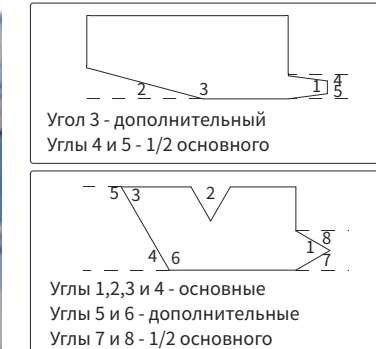 2 3 1 4
5
Угол 3 - дополнительный
Углы 4 и 5 - 1/2 основного
5 3 2
1 8
4 6 7
Углы 1,2,3 и 4 - основные
Углы 5 и 6 - дополнительные
Углы 7 и 8 - 1/2 основного